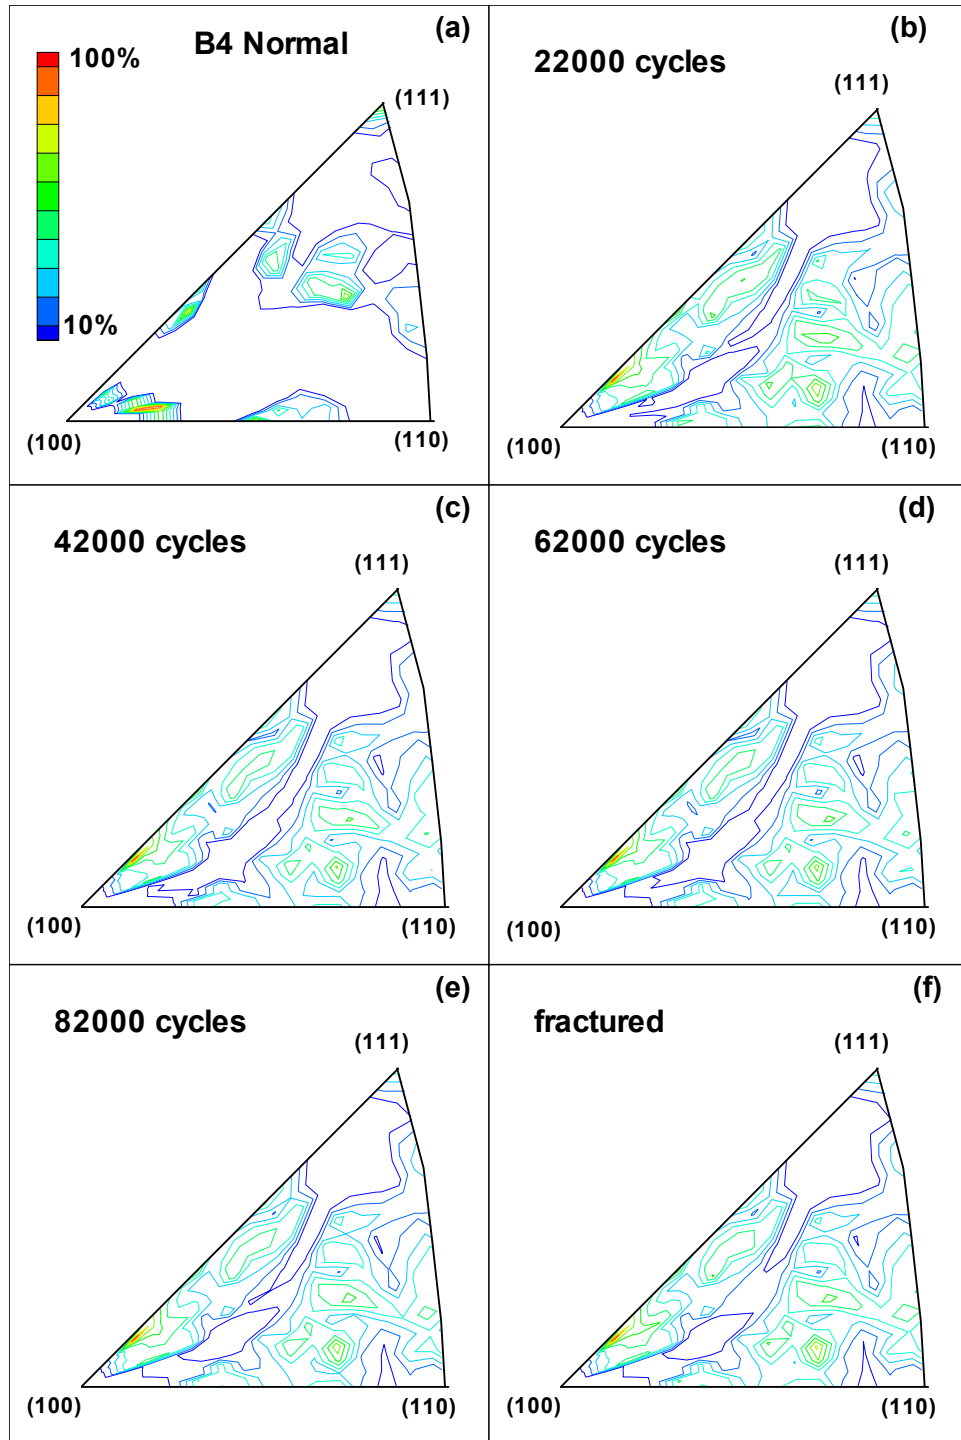 B4 Normal
(a)
100%
10%
(111)
(100)
(110)
(b)
22000 cycles
(111)
(100)
(110)
(c)
42000 cycles
(111)
(100)
(110)
(d)
62000 cycles
(111)
(100)
(110)
(e)
82000 cycles
(111)
(100)
(110)
(f)
fractured
(111)
(100)
(110)